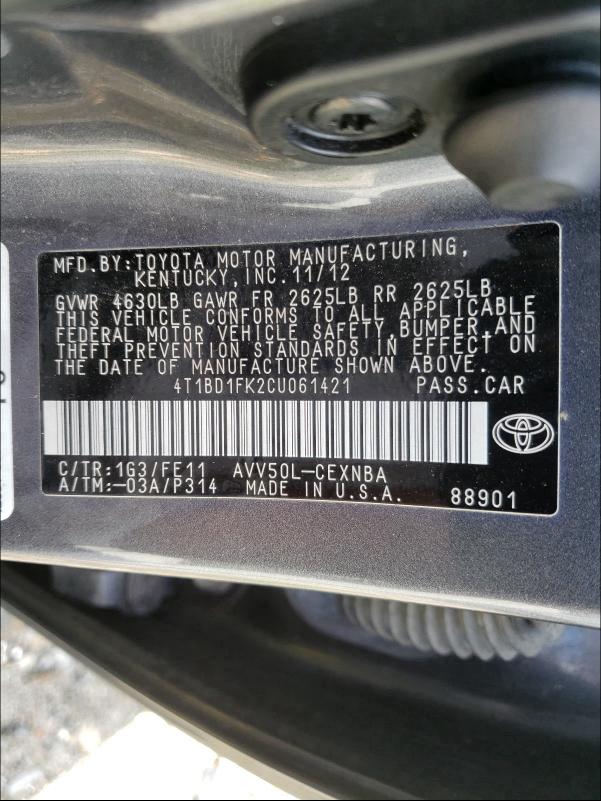 MFD.BY:TOYOTA MOTOR MANUFACTURING,
KENTUCKY,INC.11/12
GVWR 4630LB GAWR FR 2625LB RR 2625LB
THIS VEHICLE CONFORMS TO ALL APPLICABLE
FEDERAL MOTOR VEHICLE SAFETY, BUMPER,AND
THEFT PREVENTION STANDARDS IN EFFECT ON
THE DATE OF MANUFACTURE SHOWN ABOVE.
4T1BD1FK2CU061421 PASS.CAR
C/TR:1G3/FE11 AVV50L-CEXNBA
A/TM:-03A/P314 MADE IN U.S.A. 88901